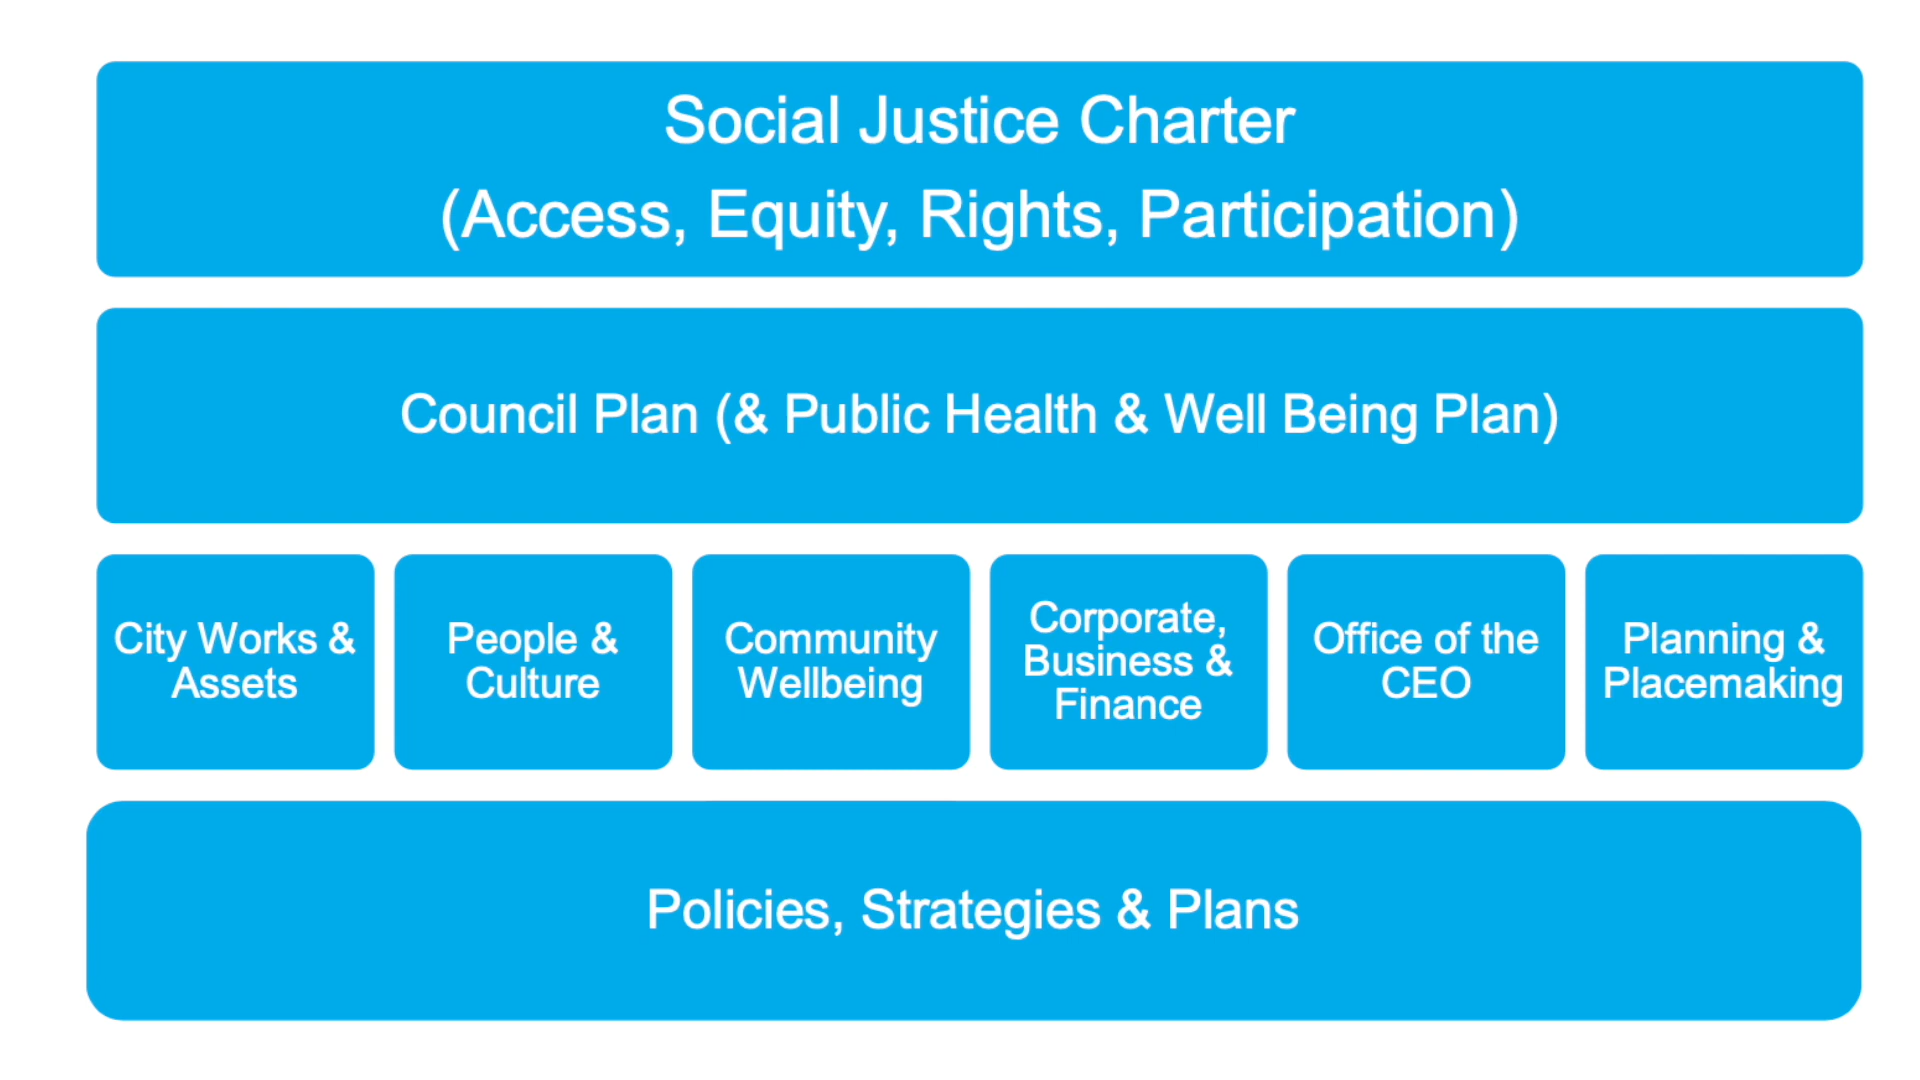 Social Justice Charter
(Access, Equity, Rights, Participation)
Council Plan (& Public Health & Well Being Plan)
City Works &
Assets
People &
Culture
Community
Wellbeing
Corporate,
Business &
Finance
Office of the
CEO
Planning &
Placemaking
Policies, Strategies & Plans